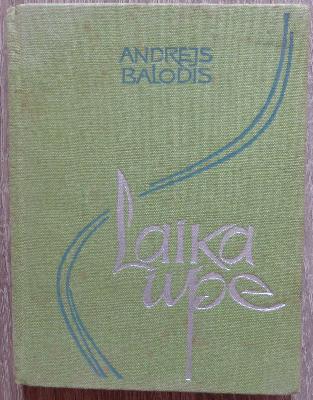 ANDREJS
BALODIS
Laika
upe